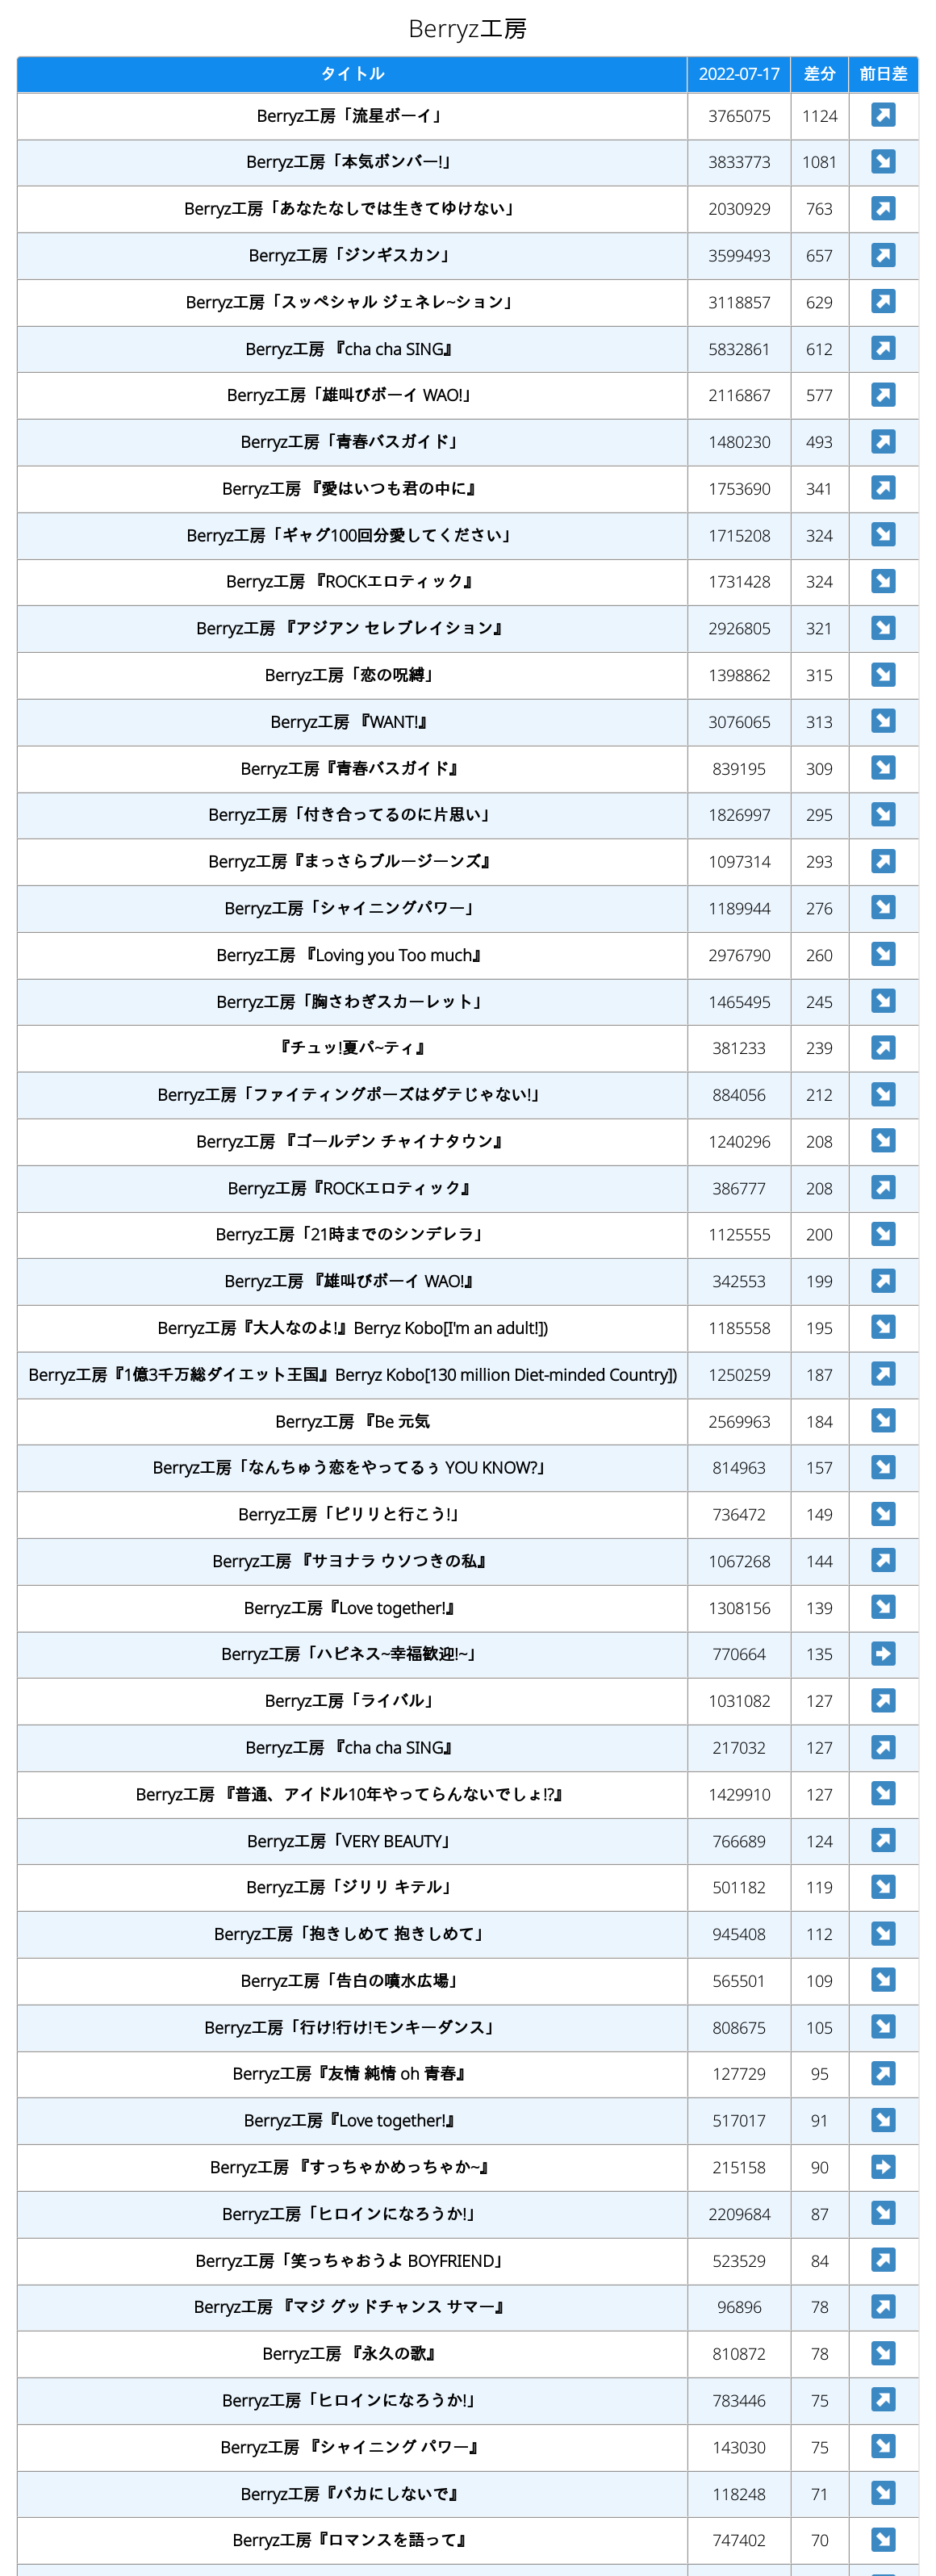 Berryz工房
タイトル 2022-07-17 差分 前日差
Berryz工房「流星ボーイ」 3765075 1124 ↗
Berryz工房「本気ボンバー!」 3833773 1081 ↘
Berryz工房「あなたなしでは生きてゆけない」 2030929 763 ↗
Berryz工房「ジンギスカン」 3599493 657 ↗
Berryz工房「スッペシャル ジェネレ~ション」 3118857 629 ↗
Berryz工房 『cha cha SING』 5832861 612 ↗
Berryz工房「雄叫びボーイ WAO!」 2116867 577 ↗
Berryz工房「青春バスガイド」 1480230 493 ↗
Berryz工房 『愛はいつも君の中に』 1753690 341 ↗
Berryz工房「ギャグ100回分愛してください」 1715208 324 ↘
Berryz工房 『ROCKエロティック』 1731428 324 ↘
Berryz工房 『アジアン セレブレイション』 2926805 321 ↘
Berryz工房「恋の呪縛」 1398862 315 ↘
Berryz工房 『WANT!』 3076065 313 ↘
Berryz工房『青春バスガイド』 839195 309 ↘
Berryz工房「付き合ってるのに片思い」 1826997 295 ↘
Berryz工房『まっさらブルージーンズ』 1097314 293 ↗
Berryz工房「シャイニングパワー」 1189944 276 ↘
Berryz工房 『Loving you Too much』 2976790 260 ↘
Berryz工房「胸さわぎスカーレット」 1465495 245 ↘
『チュッ!夏パ~ティ』 381233 239 ↗
Berryz工房「ファイティングポーズはダテじゃない!」 884056 212 ↘
Berryz工房 『ゴールデン チャイナタウン』 1240296 208 ↘
Berryz工房『ROCKエロティック』 386777 208 ↗
Berryz工房「21時までのシンデレラ」 1125555 200 ↘
Berryz工房 『雄叫びボーイ WAO!』 342553 199 ↗
Berryz工房『大人なのよ!』Berryz Kobo[I'm an adult!]) 1185558 195 ↘
Berryz工房『1億3千万総ダイエット王国』Berryz Kobo[130 million Diet-minded Country]) 1250259 187 ↗
Berryz工房 『Be 元気 2569963 184 ↘
Berryz工房「なんちゅう恋をやってるぅ YOU KNOW?」 814963 157 ↘
Berryz工房「ピリリと行こう!」 736472 149 ↘
Berryz工房 『サヨナラ ウソつきの私』 1067268 144 ↗
Berryz工房『Love together!』 1308156 139 ↘
Berryz工房「ハピネス~幸福歓迎!~」 770664 135 ➡
Berryz工房「ライバル」 1031082 127 ↗
Berryz工房 『cha cha SING』 217032 127 ↗
Berryz工房 『普通、アイドル10年やってらんないでしょ!?』 1429910 127 ↘
Berryz工房「VERY BEAUTY」 766689 124 ↗
Berryz工房「ジリリ キテル」 501182 119 ↘
Berryz工房「抱きしめて 抱きしめて」 945408 112 ↘
Berryz工房「告白の噴水広場」 565501 109 ↘
Berryz工房「行け!行け!モンキーダンス」 808675 105 ↘
Berryz工房『友情 純情 oh 青春』 127729 95 ↗
Berryz工房『Love together!』 517017 91 ↘
Berryz工房 『すっちゃかめっちゃか~』 215158 90 ➡
Berryz工房「ヒロインになろうか!」 2209684 87 ↘
Berryz工房「笑っちゃおうよ BOYFRIEND」 523529 84 ↗
Berryz工房 『マジ グッドチャンス サマー』 96896 78 ↗
Berryz工房 『永久の歌』 810872 78 ↘
Berryz工房「ヒロインになろうか!」 783446 75 ↗
Berryz工房 『シャイニング パワー』 143030 75 ↘
Berryz工房『バカにしないで』 118248 71 ↘
Berryz工房『ロマンスを語って』 747402 70 ↘